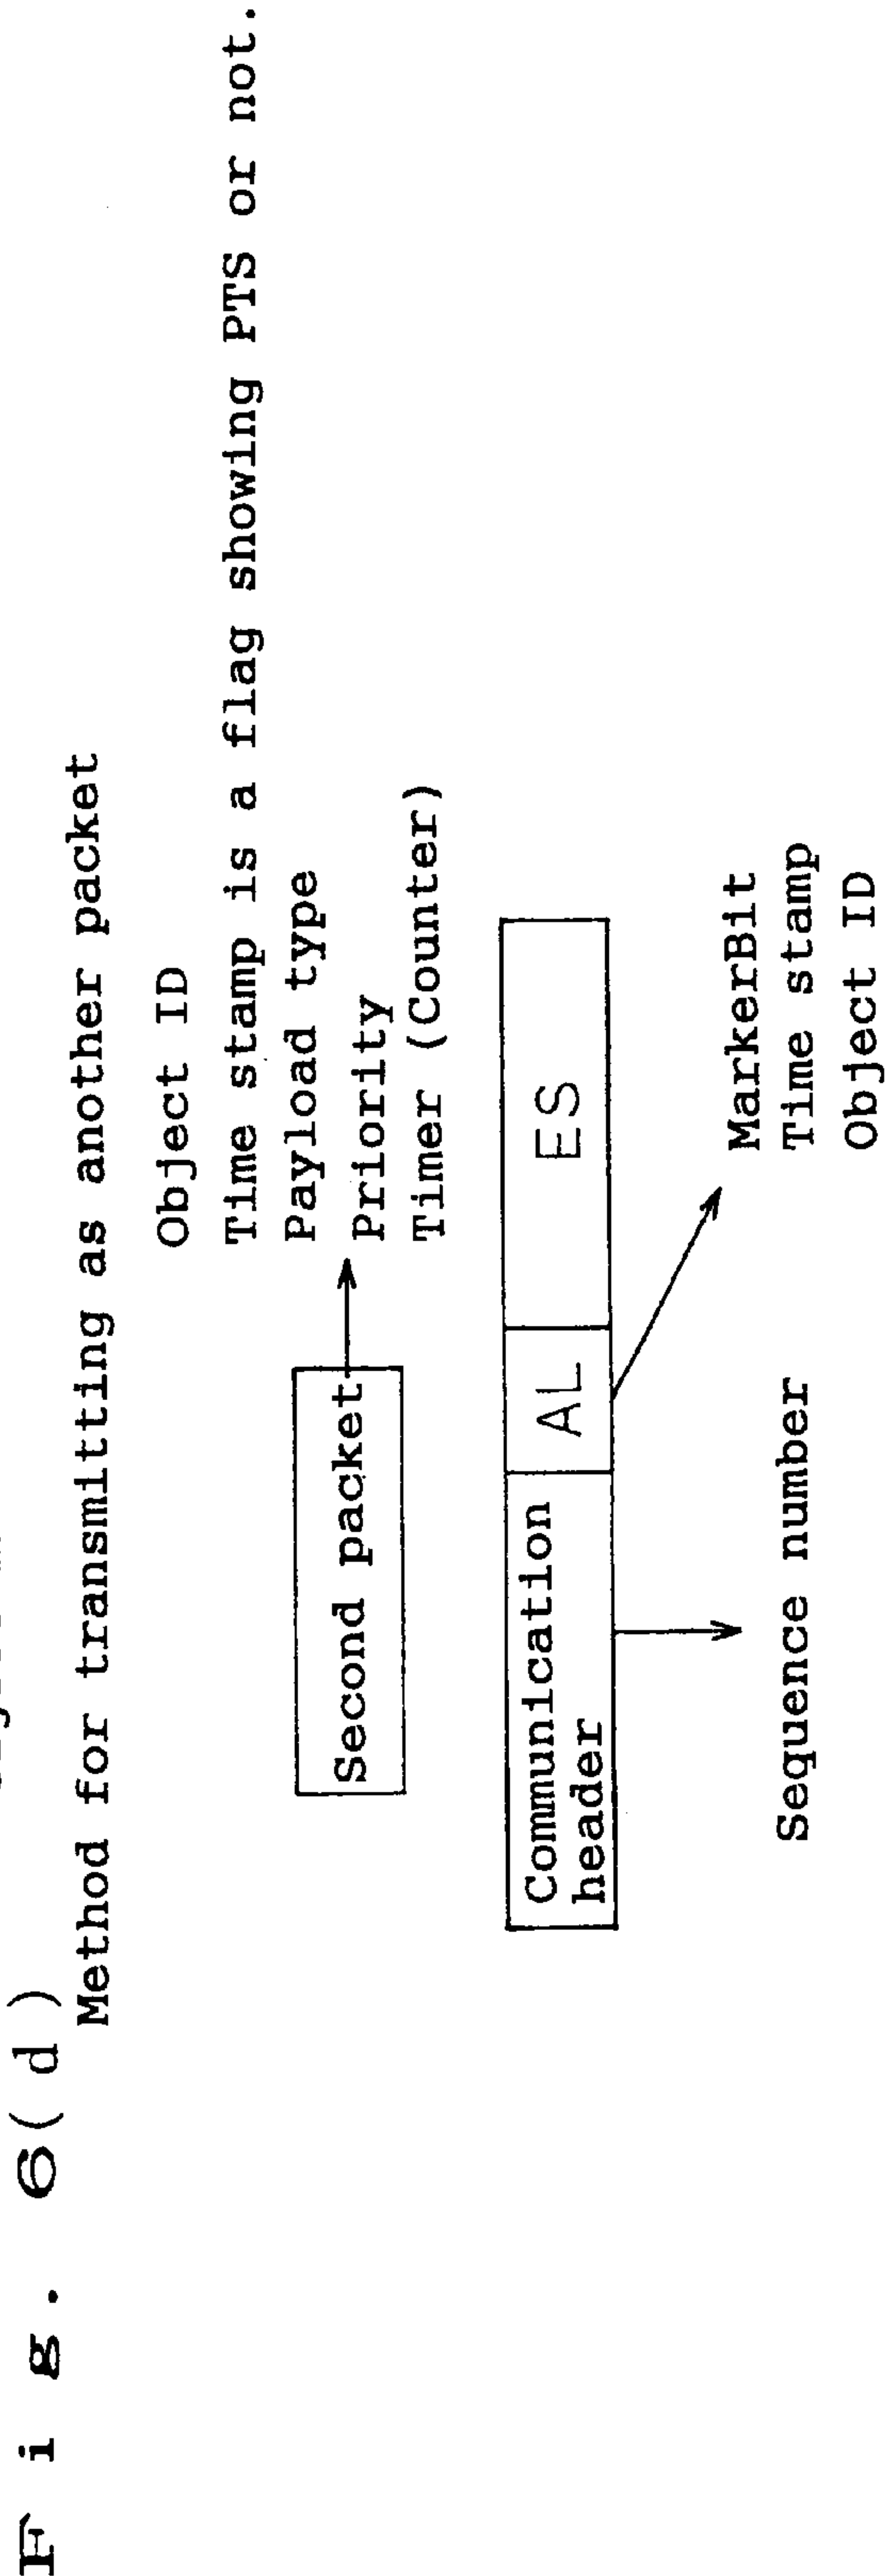 Fig. 6(d)
Method for transmitting as another packet
Object ID
Time stamp is a flag showing PTS or not.
Payload type
Second packet
Priority
Timer (Counter)
Communication
header
AL
ES
Sequence number
MarkerBit
Time stamp
Object ID